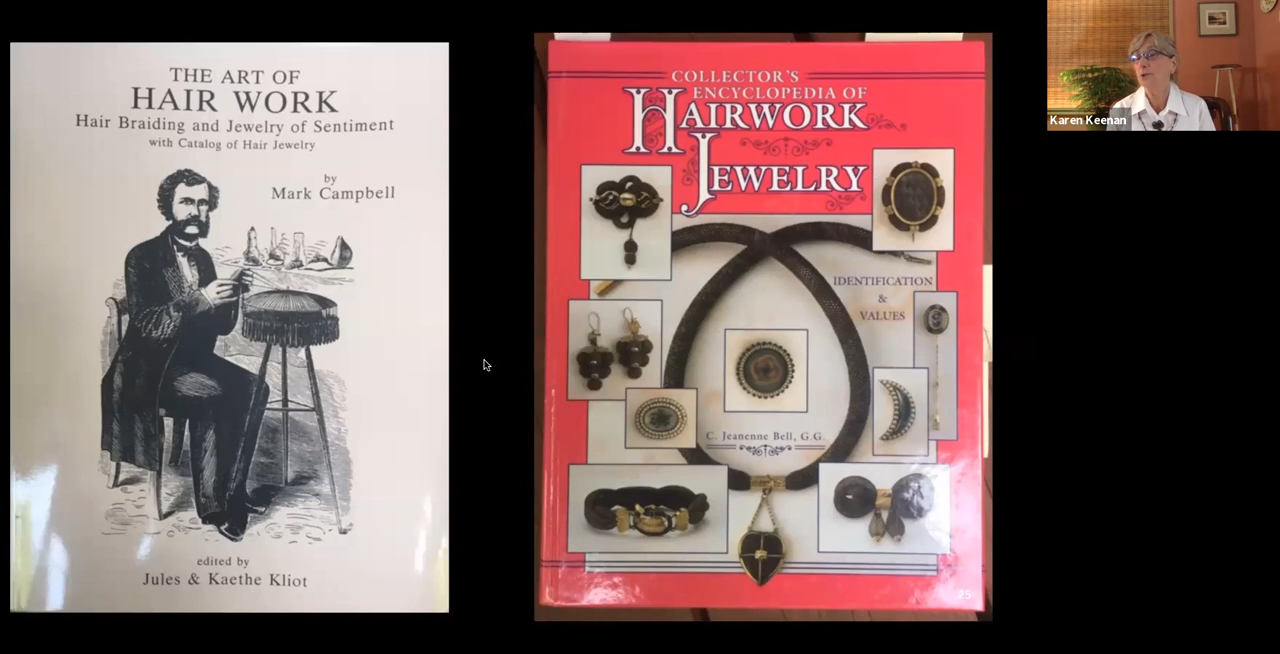 THE ART OF
HAIR WORK
Hair Braiding and Jewelry of Sentiment
with Catalog of Hair Jewelry
by
Mark Campbell
edited by
Jules & Kaethe Kliot
COLLECTOR'S
ENCYCLOPEDIA OF
HAIRWORK
JEWELRY
IDENTIFICATION
&
VALUES
C. Jeanenne Bell, G.G.
25
Karen Keenan